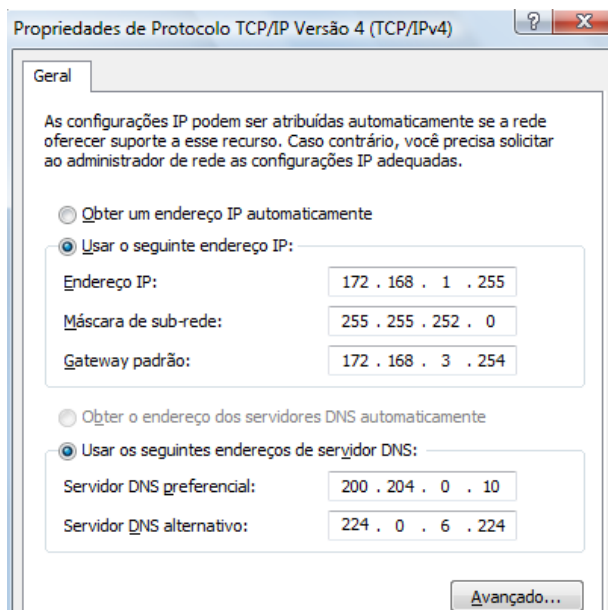 Propriedades de Protocolo TCP/IP Versão 4 (TCP/IPv4)
?
Geral
As configurações IP podem ser atribuídas automaticamente se a rede
oferecer suporte a esse recurso. Caso contrário, você precisa solicitar
ao administrador de rede as configurações IP adequadas.
Obter um endereço IP automaticamente
Usar o seguinte endereço IP:
Endereço IP: 172 . 168 . 1 . 255
Máscara de sub-rede: 255 . 255 . 252 . 0
Gateway padrão: 172 . 168 . 3 . 254
Obter o endereço dos servidores DNS automaticamente
Usar os seguintes endereços de servidor DNS:
Servidor DNS preferencial: 200 . 204 . 0 . 10
Servidor DNS alternativo: 224 . 0 . 6 . 224
Avançado...